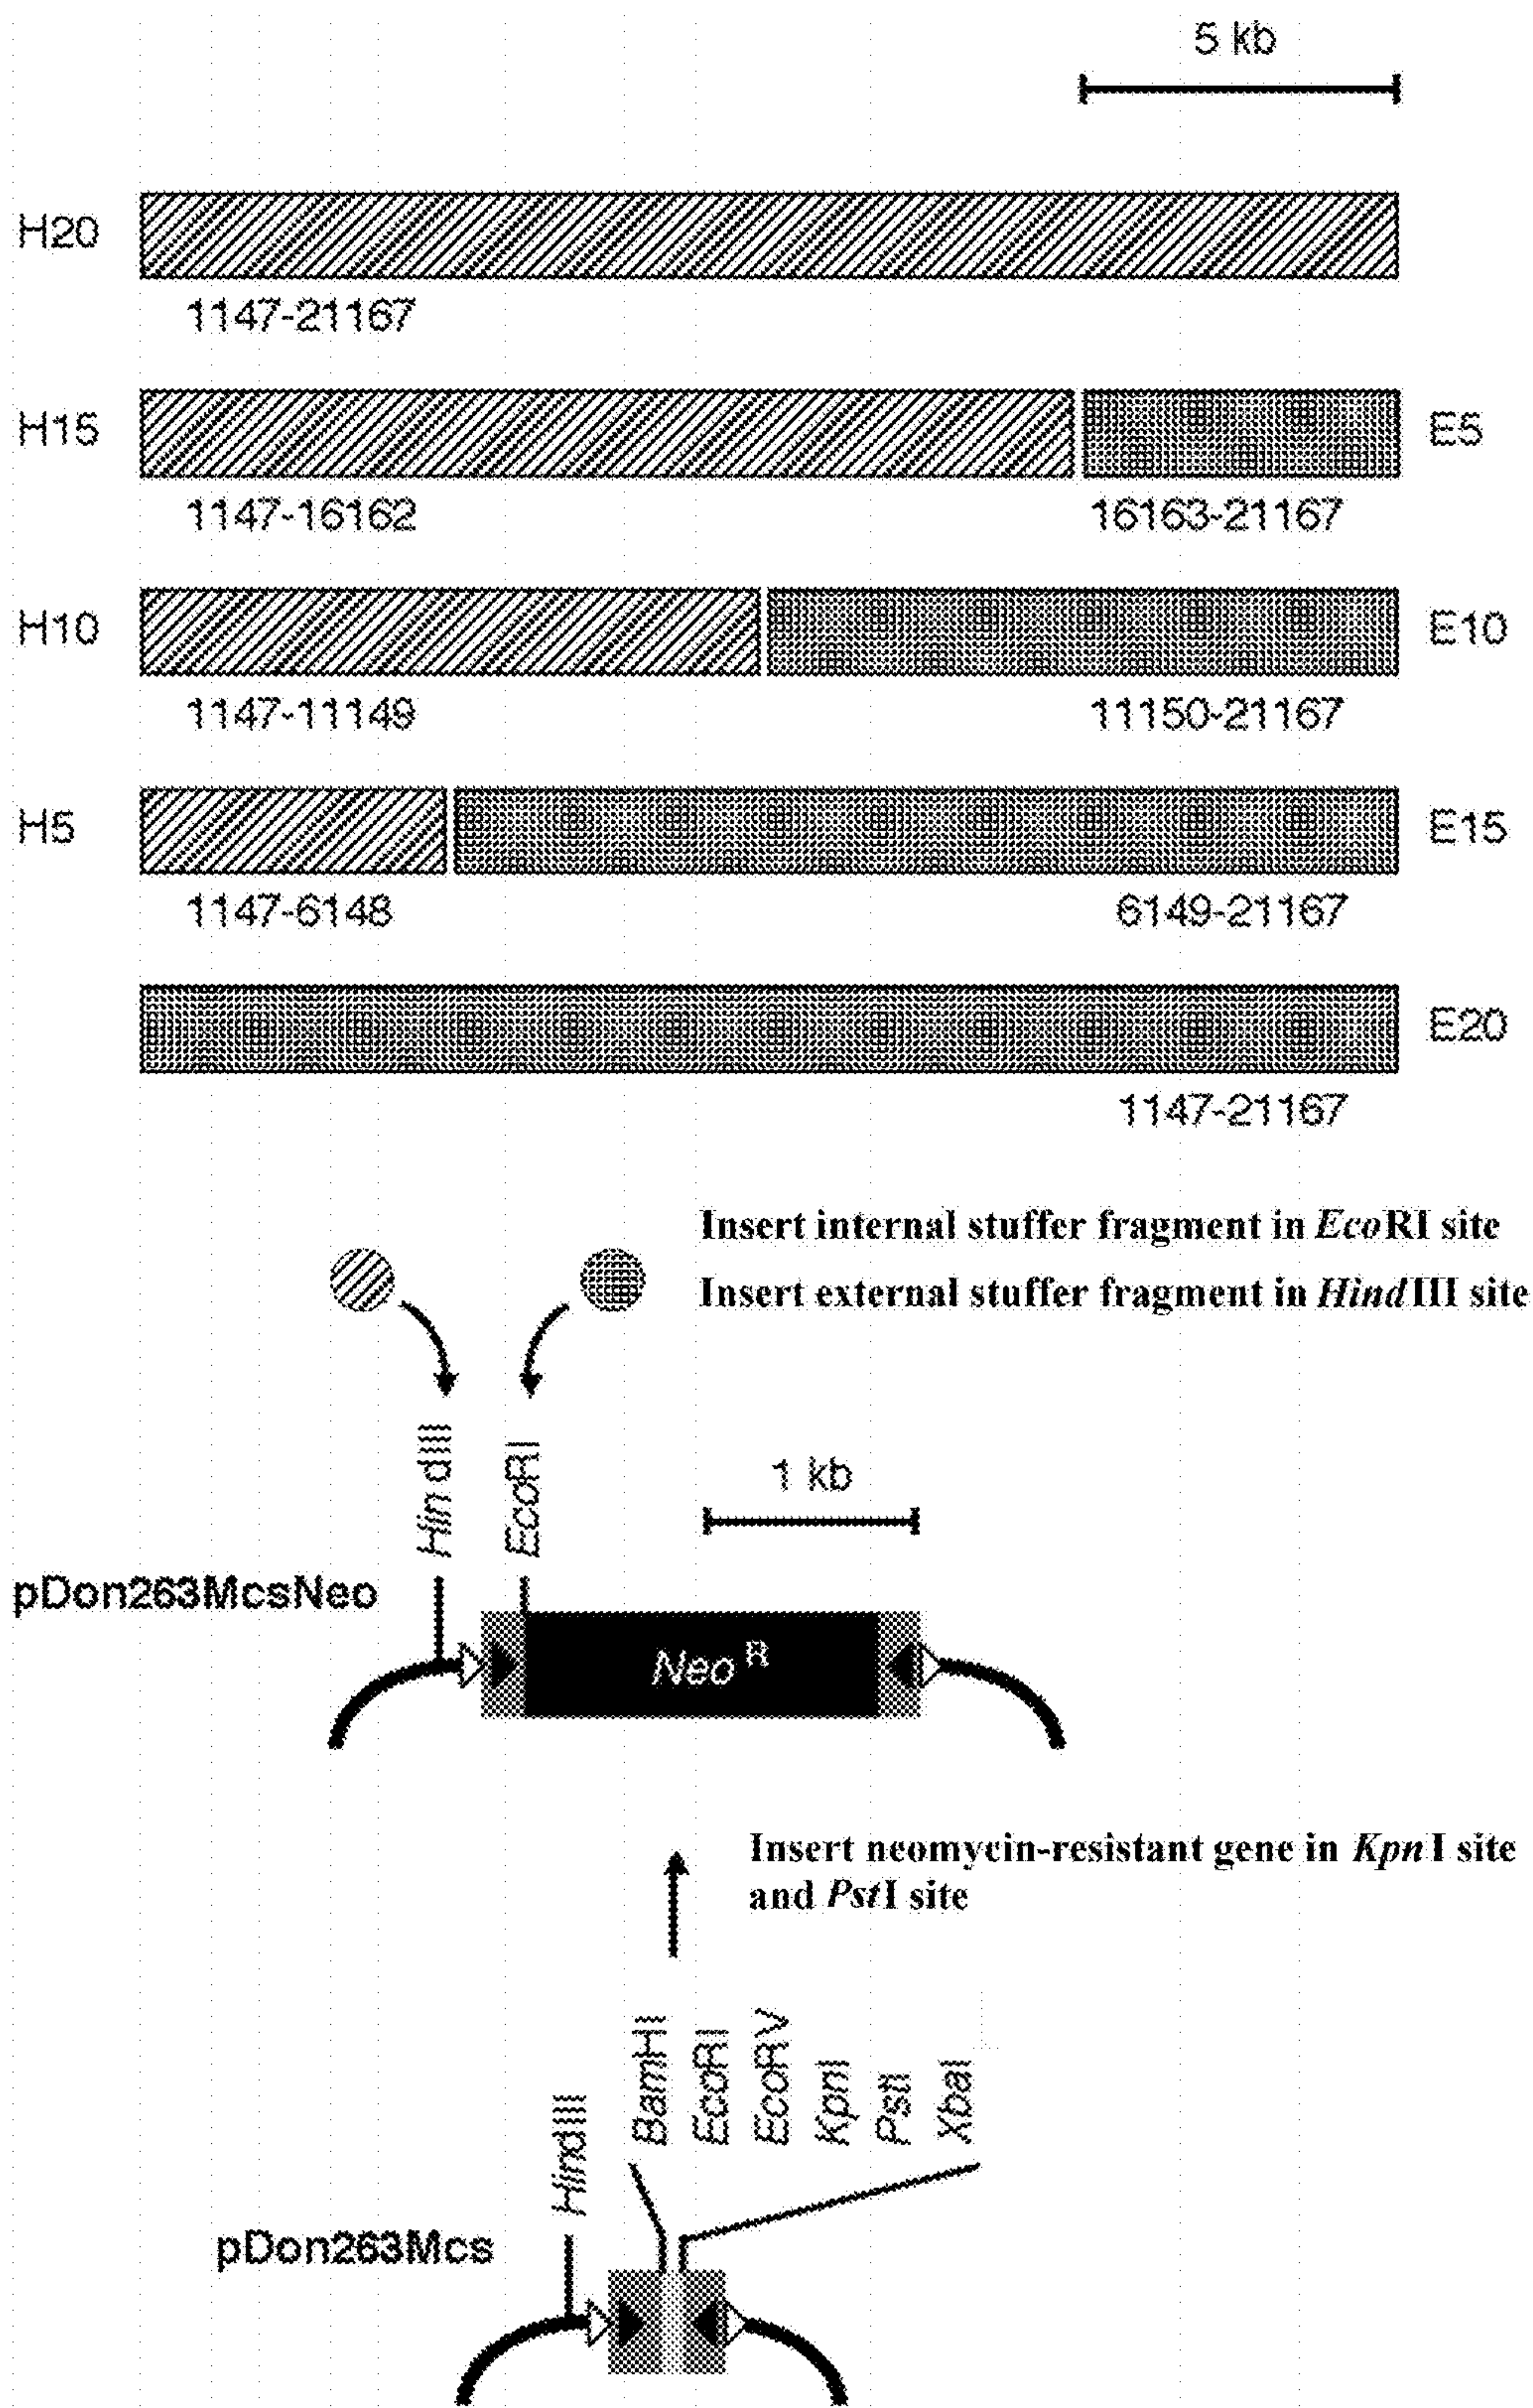 5 kb
H20
1147-21167
H15
E5
1147-16162
16163-21167
H10
E10
1147-11149
11150-21167
H5
E15
1147-6148
6149-21167
E20
1147-21167
Insert internal stuffer fragment in EcoRI site
Insert external stuffer fragment in HindIII site
Hin dIII
EcoRI
1 kb
pDon263McsNeo
Neo R
Insert neomycin-resistant gene in KpnI site
and PstI site
HindIII
BamHI
EcoRI
EcoRV
KpnI
PstI
XbaI
pDon263Mcs